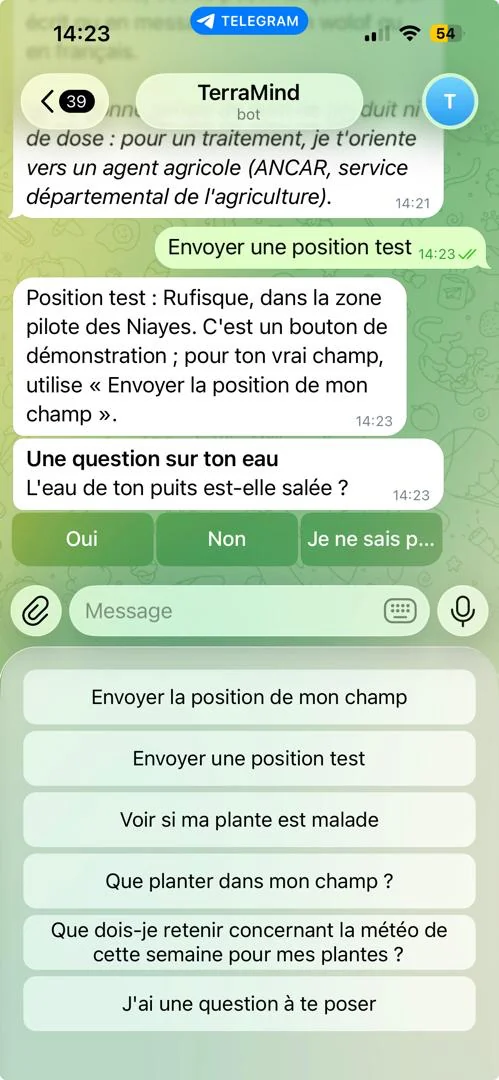 14:23
TELEGRAM
54
en français.
39
TerraMind
bot
T
de dose : pour un traitement, je t'oriente
vers un agent agricole (ANCAR, service
départemental de l'agriculture).
14:21
Envoyer une position test
14:23
Position test : Rufisque, dans la zone
pilote des Niayes. C'est un bouton de
démonstration ; pour ton vrai champ,
utilise « Envoyer la position de mon
champ ».
14:23
Une question sur ton eau
L'eau de ton puits est-elle salée ?
14:23
Oui
Non
Je ne sais p...
Message
Envoyer la position de mon champ
Envoyer une position test
Voir si ma plante est malade
Que planter dans mon champ ?
Que dois-je retenir concernant la météo de
cette semaine pour mes plantes ?
J'ai une question à te poser